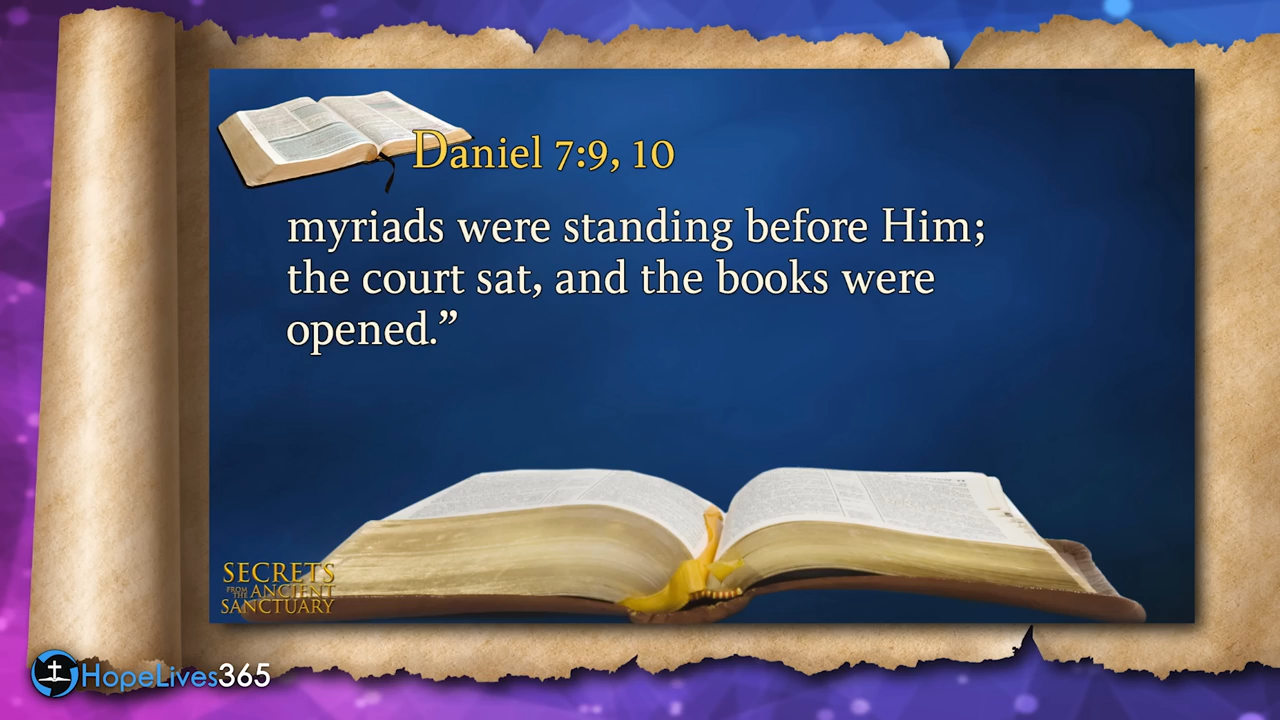 Daniel 7:9, 10
myriads were standing before Him;
the court sat, and the books were
opened.”
SECRETS
FROM THE ANCIENT
SANCTUARY
HopeLives365